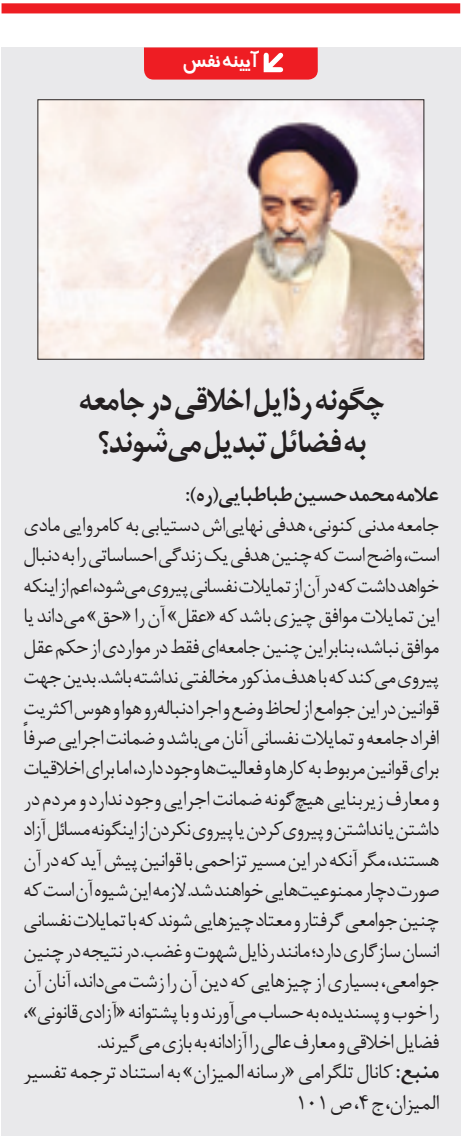 آیینه نفس
چگونه رذایل اخلاقی در جامعه
به فضائل تبدیل می‌شوند؟
علامه محمد حسین طباطبایی(ره):
جامعه مدنی کنونی، هدفی نهایی‌اش دستیابی به کامروایی مادی
است، واضح است که چنین هدفی یک زندگی احساساتی را به دنبال
خواهد داشت که در آن از تمایلات نفسانی پیروی می‌شود، اعم از اینکه
این تمایلات موافق چیزی باشد که «عقل» آن را «حق» می‌داند یا
موافق نباشد، بنابراین چنین جامعه‌ای فقط در مواردی از حکم عقل
پیروی می‌کند که با هدف مذکور مخالفتی نداشته باشد. بدین جهت
قوانین در این جوامع از لحاظ وضع و اجرا دنباله‌رو هوا و هوس اکثریت
افراد جامعه و تمایلات نفسانی آنان می‌باشد و ضمانت اجرایی صرفاً
برای قوانین مربوط به کارها و فعالیت‌ها وجود دارد، اما برای اخلاقیات
و معارف زیربنایی هیچ‌گونه ضمانت اجرایی وجود ندارد و مردم در
داشتن یا نداشتن و پیروی کردن یا پیروی نکردن از اینگونه مسائل آزاد
هستند، مگر آنکه در این مسیر تزاحمی با قوانین پیش آید که در آن
صورت دچار ممنوعیت‌هایی خواهند شد. لازمه این شیوه آن است که
چنین جوامعی گرفتار و معتاد چیزهایی شوند که با تمایلات نفسانی
انسان سازگاری دارد؛ مانند رذایل شهوت و غضب. در نتیجه در چنین
جوامعی، بسیاری از چیزهایی که دین آن را زشت می‌داند، آنان آن
را خوب و پسندیده به حساب می‌آورند و با پشتوانه «آزادی قانونی»،
فضایل اخلاقی و معارف عالی را آزادانه به بازی می‌گیرند.
منبع: کانال تلگرامی «رسانه المیزان» به استناد ترجمه تفسیر
المیزان، ج ۴، ص ۱۰۱